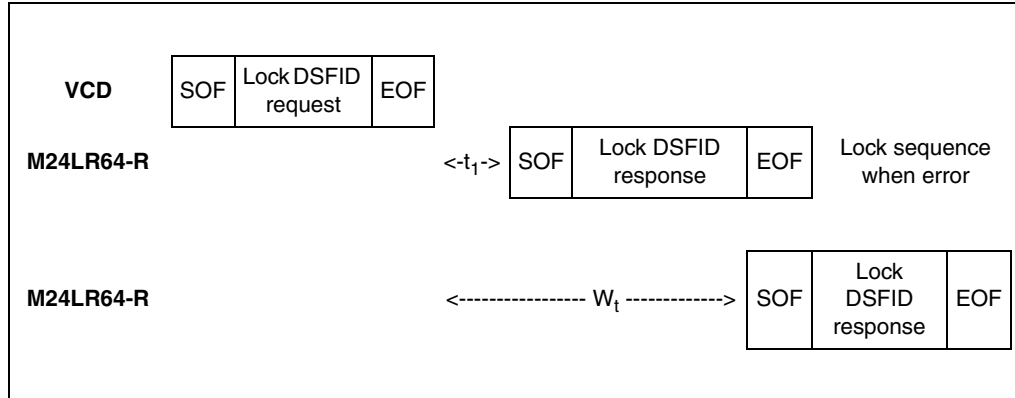 VCD SOF Lock DSFID request EOF
M24LR64-R <-t1-> SOF Lock DSFID response EOF Lock sequence when error
M24LR64-R <----------------- Wt -------------> SOF Lock DSFID response EOF